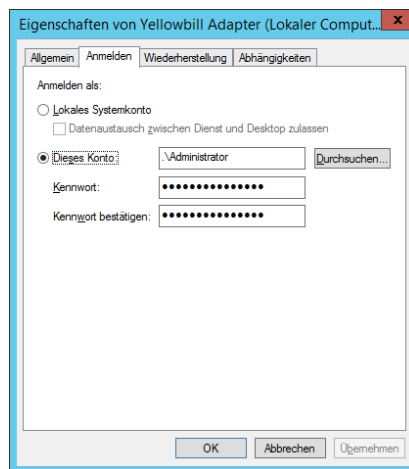 Eigenschaften von Yellowbill Adapter (Lokaler Comput... x
Allgemein Anmelden Wiederherstellung Abhängigkeiten
Anmelden als:
Lokales Systemkonto
Datenaustausch zwischen Dienst und Desktop zulassen
Dieses Konto: .\Administrator Durchsuchen...
Kennwort: •••••••••••••••
Kennwort bestätigen: •••••••••••••••
OK Abbrechen Übernehmen